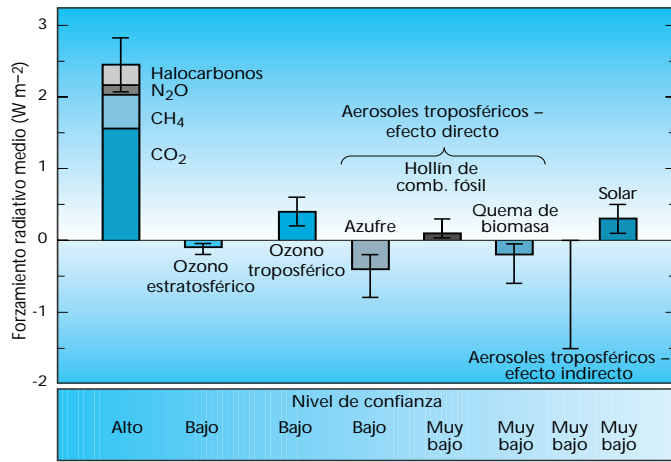 Forzamiento radiativo medio (W m–2)
3
2
1
0
-1
-2
Halocarbonos
N2O
CH4
CO2
Ozono
estratosférico
Ozono
troposférico
Aerosoles troposféricos –
efecto directo
Azufre
Hollín de
comb. fósil
Quema de
biomasa
Aerosoles troposféricos –
efecto indirecto
Solar
Nivel de confianza
Alto
Bajo
Bajo
Bajo
Muy
bajo
Muy
bajo
Muy
bajo
Muy
bajo